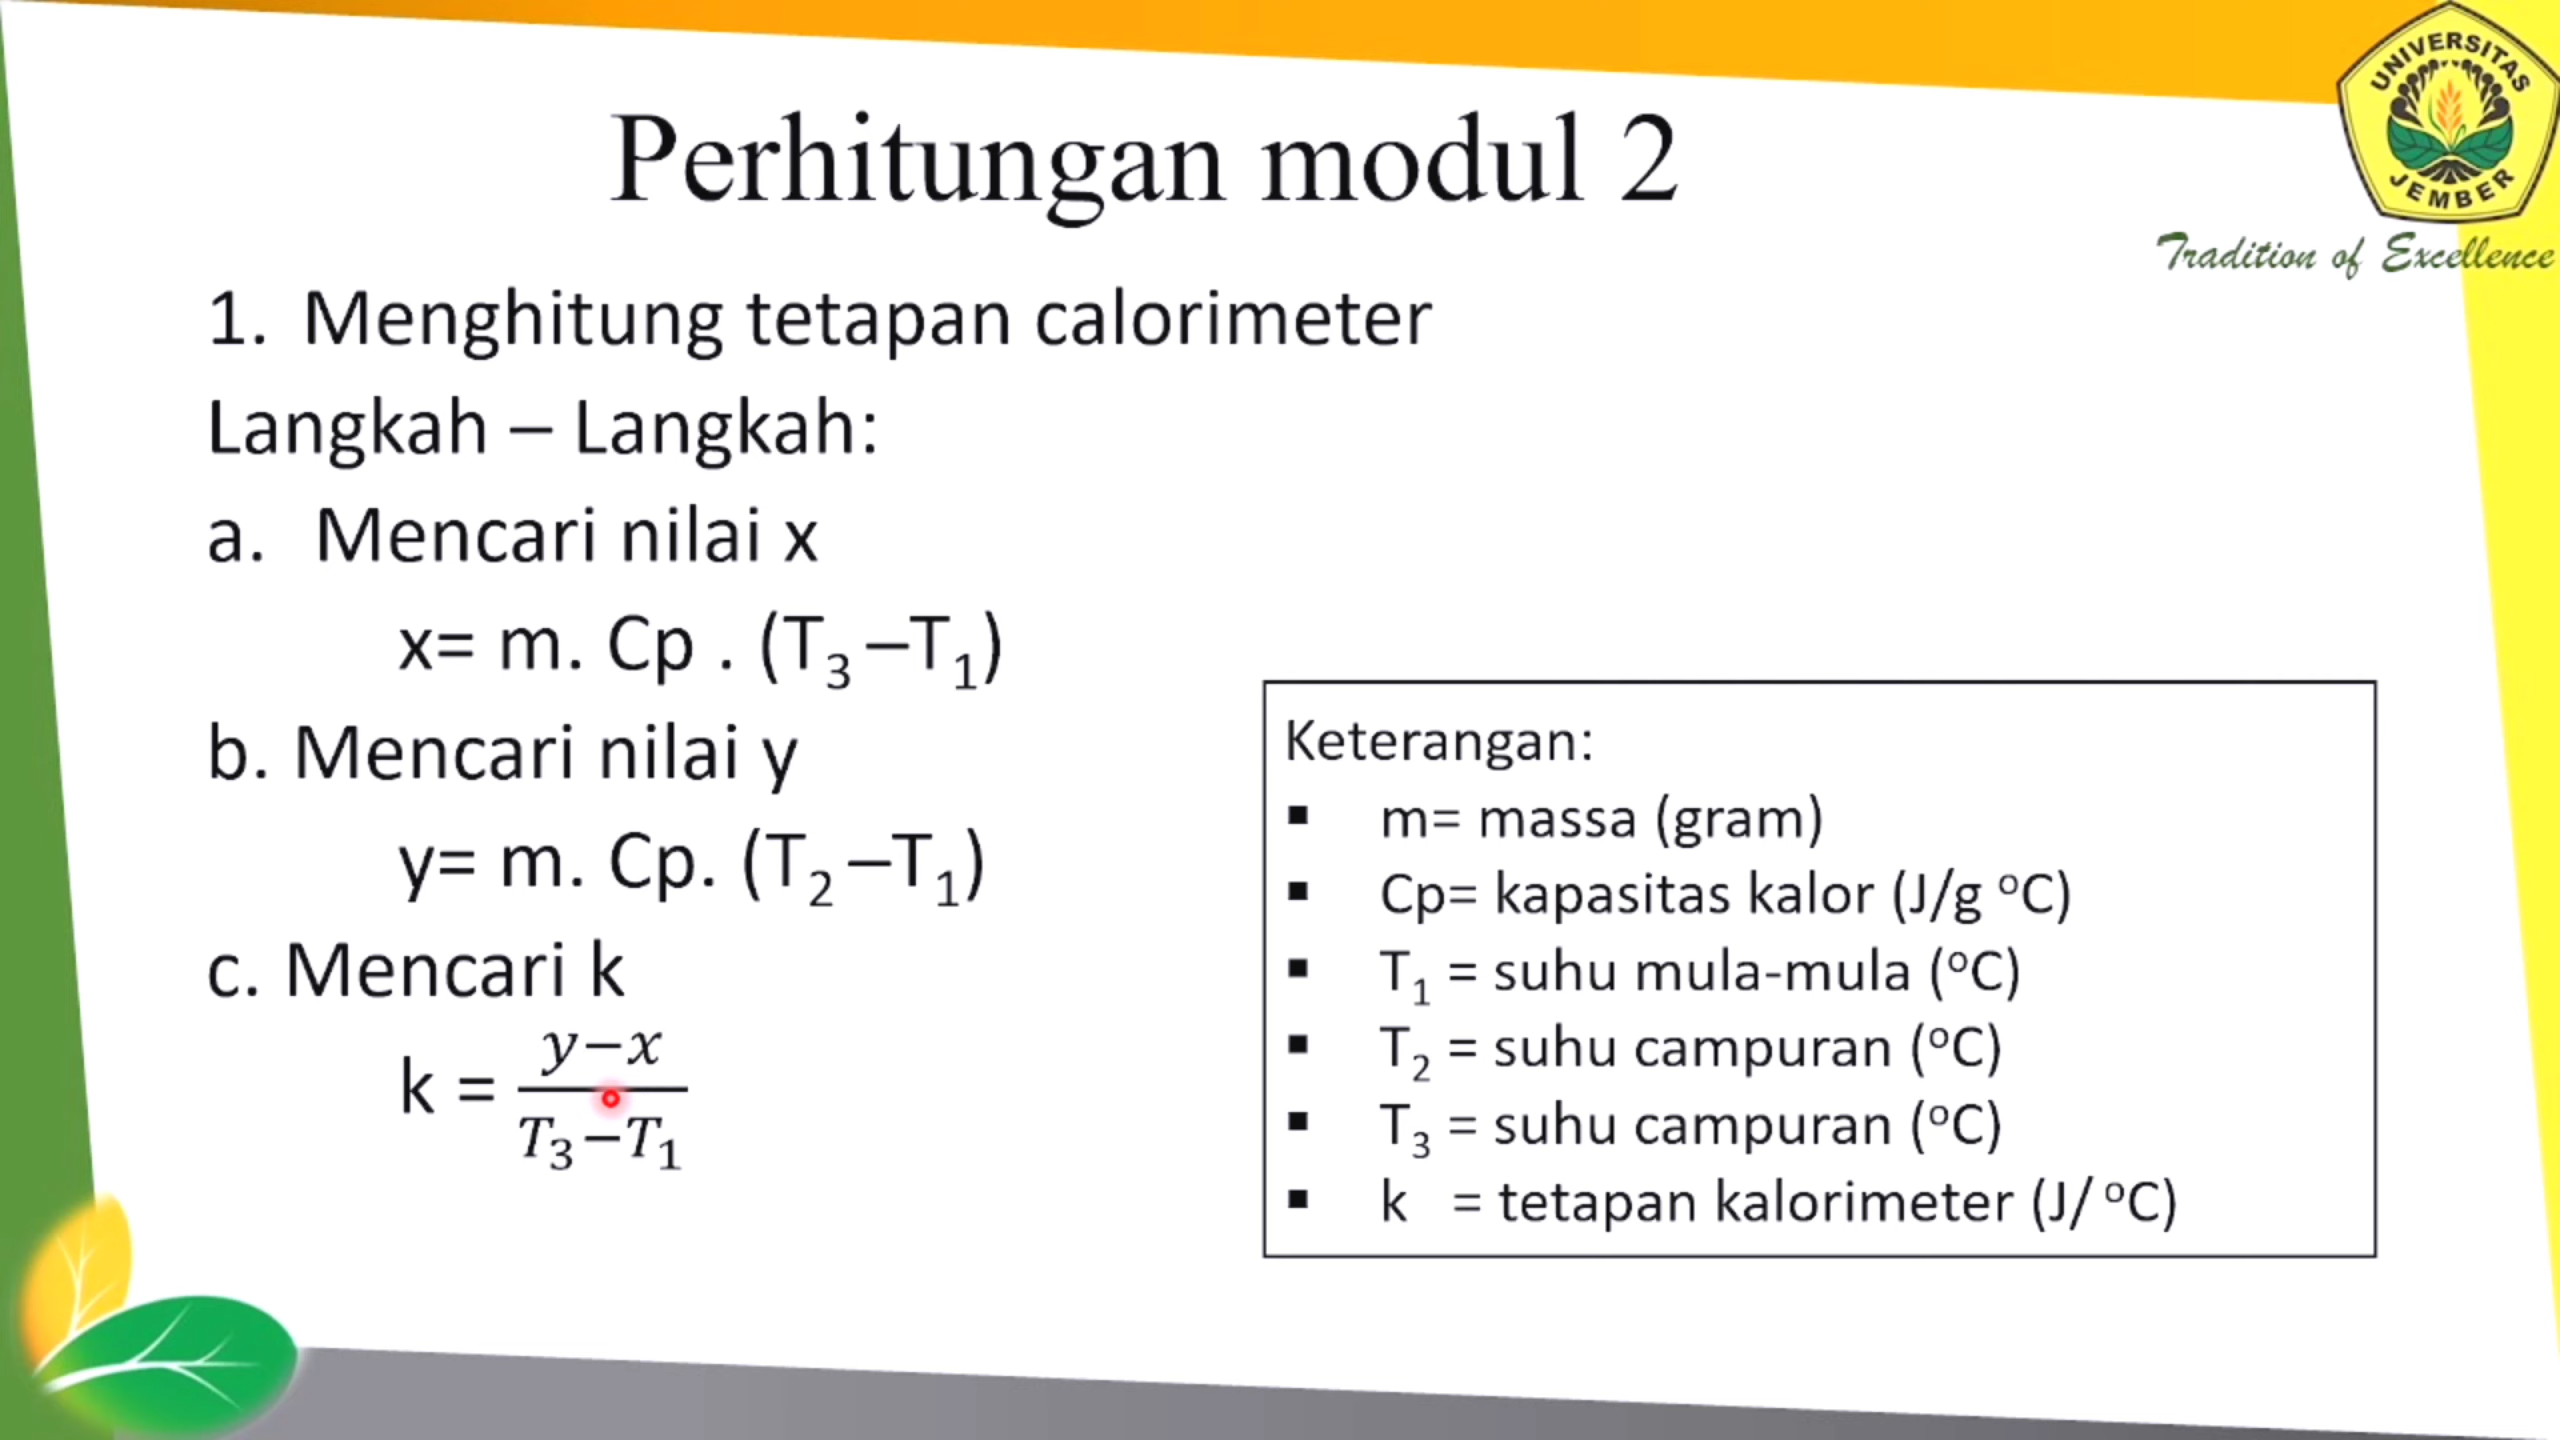 UNIVERSITAS
JEMBER
Tradition of Excellence
Perhitungan modul 2
1. Menghitung tetapan calorimeter
Langkah – Langkah:
a. Mencari nilai x
x= m. Cp . (T₃ –T₁)
b. Mencari nilai y
y= m. Cp. (T₂ –T₁)
c. Mencari k
k = y−x / T₃−T₁
Keterangan:
▪ m= massa (gram)
▪ Cp= kapasitas kalor (J/g °C)
▪ T₁ = suhu mula-mula (°C)
▪ T₂ = suhu campuran (°C)
▪ T₃ = suhu campuran (°C)
▪ k = tetapan kalorimeter (J/ °C)